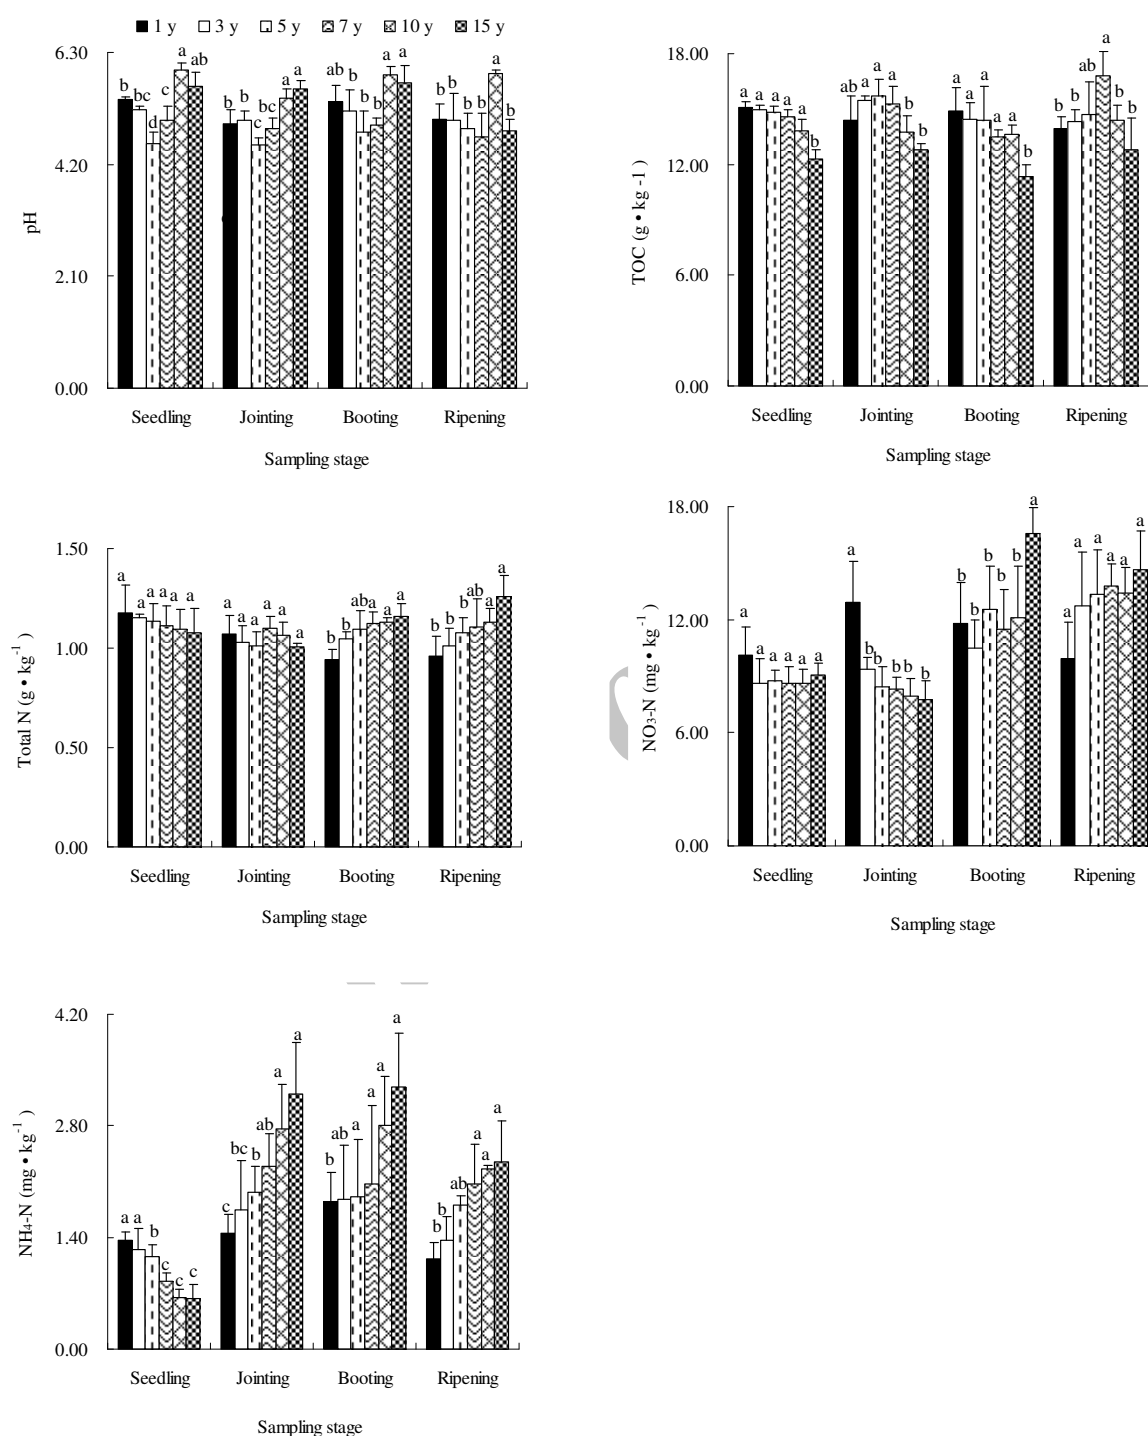 1 y 3 y 5 y 7 y 10 y 15 y
6.30
4.20
2.10
0.00
pH
b bc d c a ab
b b c bc a a
ab b b b a a
b b b b a b
Seedling Jointing Booting Ripening
Sampling stage
18.00
12.00
6.00
0.00
TOC (g • kg -1 )
a a a a a b
ab a a a b b
a a a a a b
b b ab a b b
Seedling Jointing Booting Ripening
Sampling stage
1.50
1.00
0.50
0.00
Total N (g • kg-1 )
a a a a a a
a a a a a a
b b ab a a a
b b b ab a a
Seedling Jointing Booting Ripening
Sampling stage
18.00
12.00
6.00
0.00
NO3-N (mg • kg-1 )
a a a a a a
a b b b b b
b b b b b a
a a a a a a
Seedling Jointing Booting Ripening
Sampling stage
4.20
2.80
1.40
0.00
NH4-N (mg • kg-1 )
a a b c c c
c bc b ab a a
b ab a a a a
b b ab a a a
Seedling Jointing Booting Ripening
Sampling stage